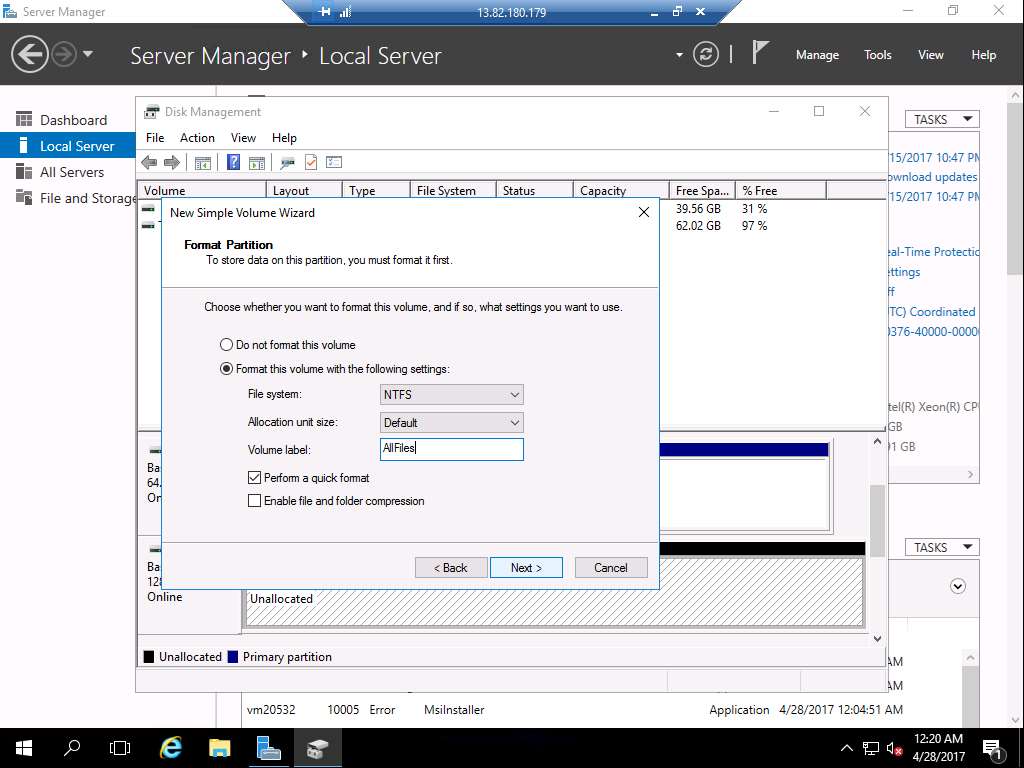 Server Manager
13.82.180.179
Server Manager ‣ Local Server
Manage Tools View Help
Dashboard
Local Server
All Servers
File and Storage
TASKS
Disk Management
File Action View Help
Volume Layout Type File System Status Capacity Free Spa... % Free
39.56 GB 31 %
62.02 GB 97 %
New Simple Volume Wizard
Format Partition
To store data on this partition, you must format it first.
Choose whether you want to format this volume, and if so, what settings you want to use.
Do not format this volume
Format this volume with the following settings:
File system: NTFS
Allocation unit size: Default
Volume label: AllFiles
Perform a quick format
Enable file and folder compression
< Back Next > Cancel
15/2017 10:47 PM
ownload updates
15/2017 10:47 PM
eal-Time Protectio
ettings
ff
TC) Coordinated
0376-40000-0000
tel(R) Xeon(R) CP
GB
91 GB
TASKS
Ba
64.
On
Ba
128
Online
Unallocated
Unallocated Primary partition
AM
AM
vm20532 10005 Error MsiInstaller Application 4/28/2017 12:04:51 AM
12:20 AM
4/28/2017
1